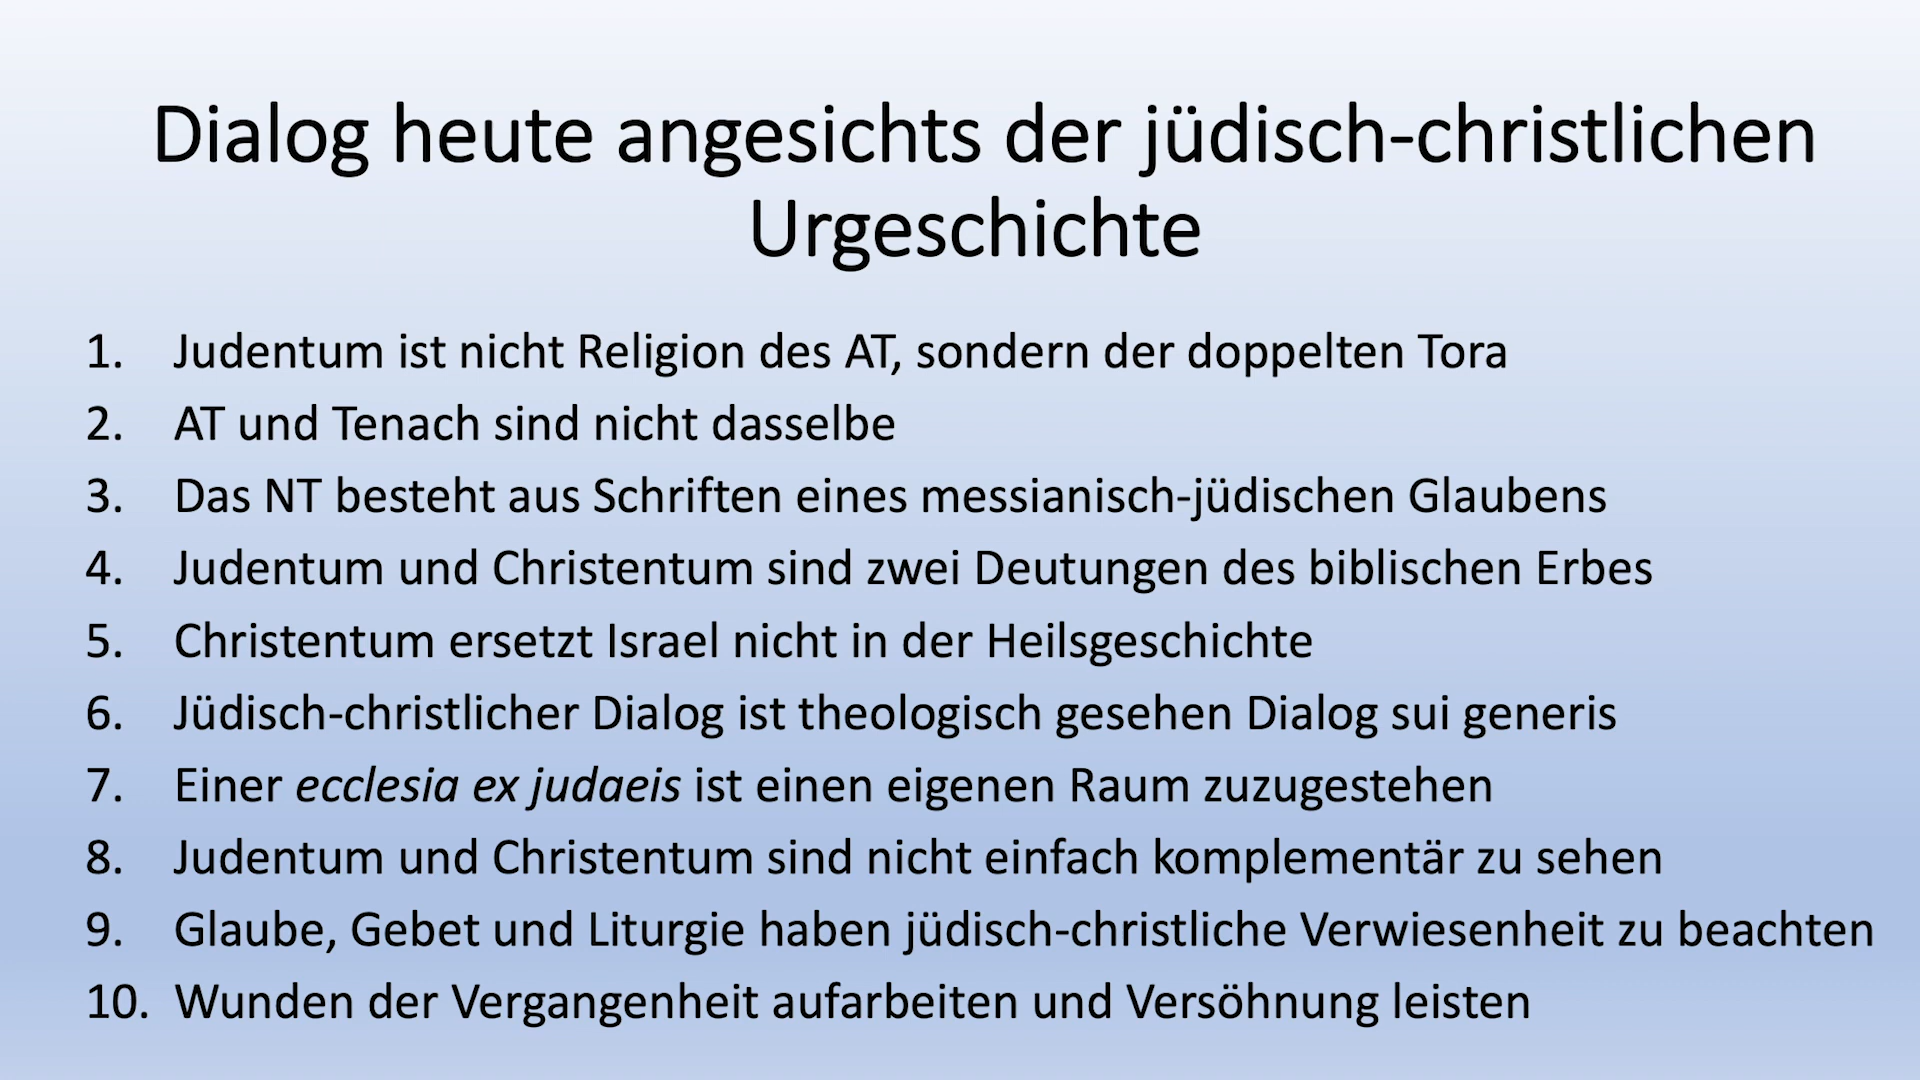 Dialog heute angesichts der jüdisch-christlichen
Urgeschichte
1. Judentum ist nicht Religion des AT, sondern der doppelten Tora
2. AT und Tenach sind nicht dasselbe
3. Das NT besteht aus Schriften eines messianisch-jüdischen Glaubens
4. Judentum und Christentum sind zwei Deutungen des biblischen Erbes
5. Christentum ersetzt Israel nicht in der Heilsgeschichte
6. Jüdisch-christlicher Dialog ist theologisch gesehen Dialog sui generis
7. Einer ecclesia ex judaeis ist einen eigenen Raum zuzugestehen
8. Judentum und Christentum sind nicht einfach komplementär zu sehen
9. Glaube, Gebet und Liturgie haben jüdisch-christliche Verwiesenheit zu beachten
10. Wunden der Vergangenheit aufarbeiten und Versöhnung leisten